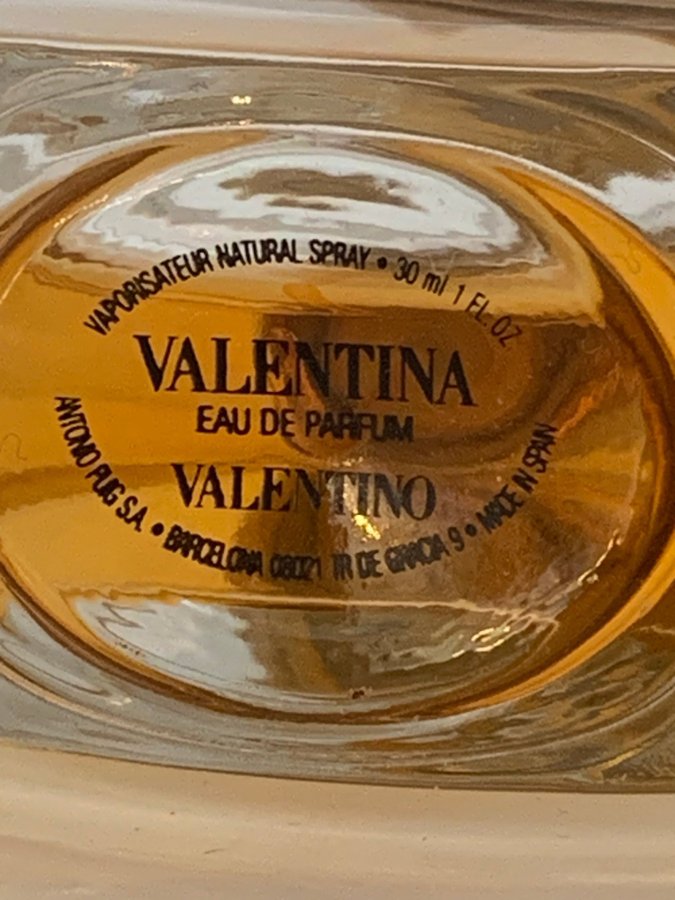 VAPORISATEUR NATURAL SPRAY • 30 ml 1 FL. OZ
VALENTINA
EAU DE PARFUM
VALENTINO
ANTONIO PUIG S.A. • BARCELONA 08021 TR DE GRACIA 9 • MADE IN SPAIN